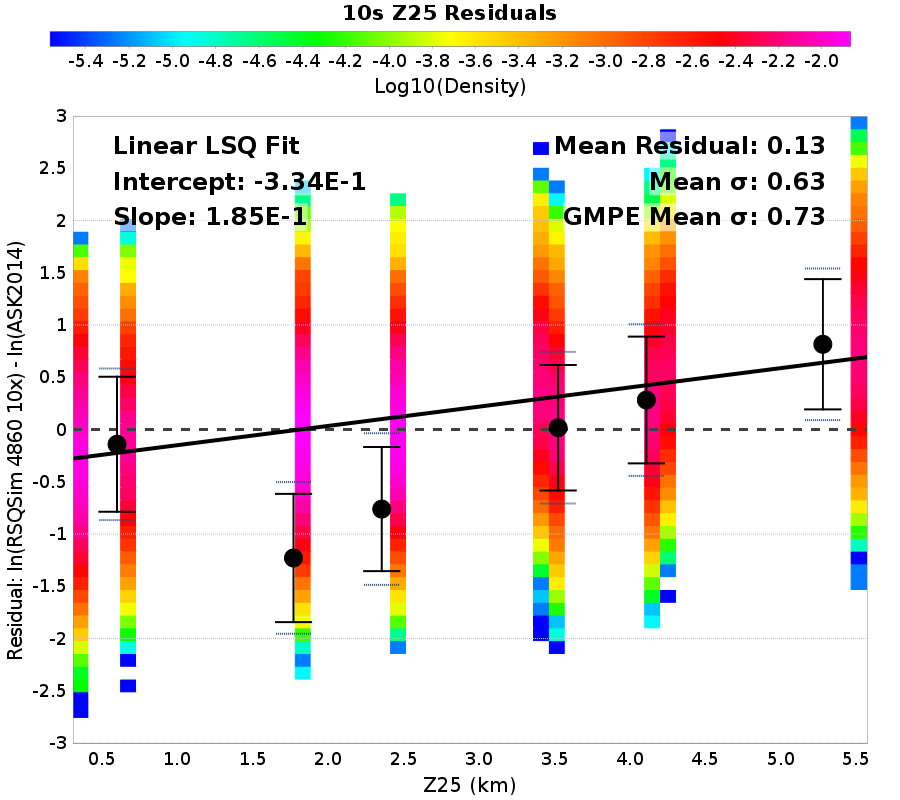 10s Z25 Residuals
-5.4 -5.2 -5.0 -4.8 -4.6 -4.4 -4.2 -4.0 -3.8 -3.6 -3.4 -3.2 -3.0 -2.8 -2.6 -2.4 -2.2 -2.0
Log10(Density)
Linear LSQ Fit
Intercept: -3.34E-1
Slope: 1.85E-1
Mean Residual: 0.13
Mean σ: 0.63
GMPE Mean σ: 0.73
Residual: ln(RSQSim 4860 10x) - ln(ASK2014)
3
2.5
2
1.5
1
0.5
0
-0.5
-1
-1.5
-2
-2.5
-3
0.5 1.0 1.5 2.0 2.5 3.0 3.5 4.0 4.5 5.0 5.5
Z25 (km)